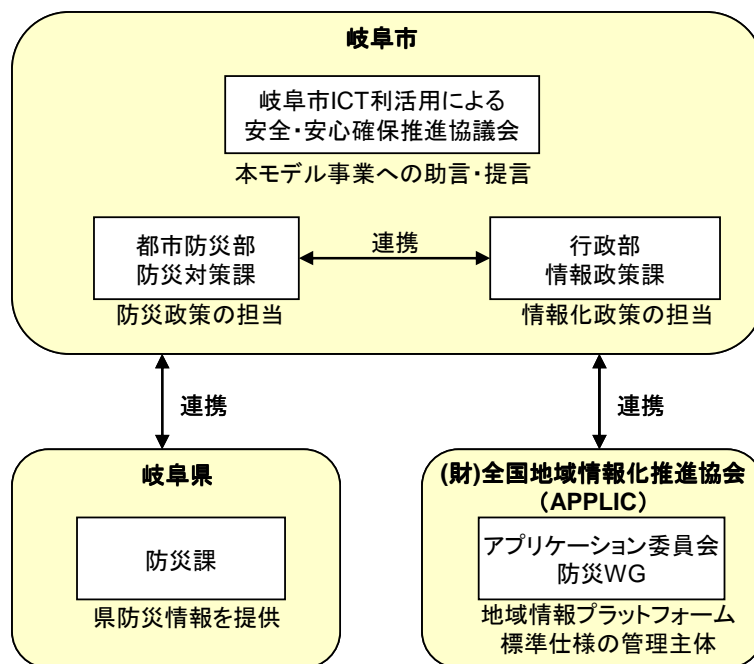 岐阜市
岐阜市ICT利活用による
安全・安心確保推進協議会
本モデル事業への助言・提言
都市防災部
防災対策課
防災政策の担当
連携
行政部
情報政策課
情報化政策の担当
連携
連携
岐阜県
防災課
県防災情報を提供
(財)全国地域情報化推進協会
（APPLIC）
アプリケーション委員会
防災WG
地域情報プラットフォーム
標準仕様の管理主体